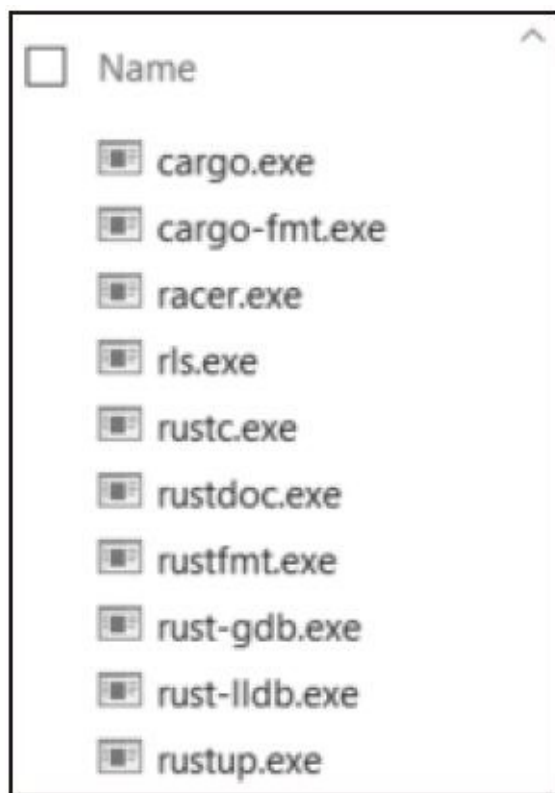 Name
cargo.exe
cargo-fmt.exe
racer.exe
rls.exe
rustc.exe
rustdoc.exe
rustfmt.exe
rust-gdb.exe
rust-lldb.exe
rustup.exe